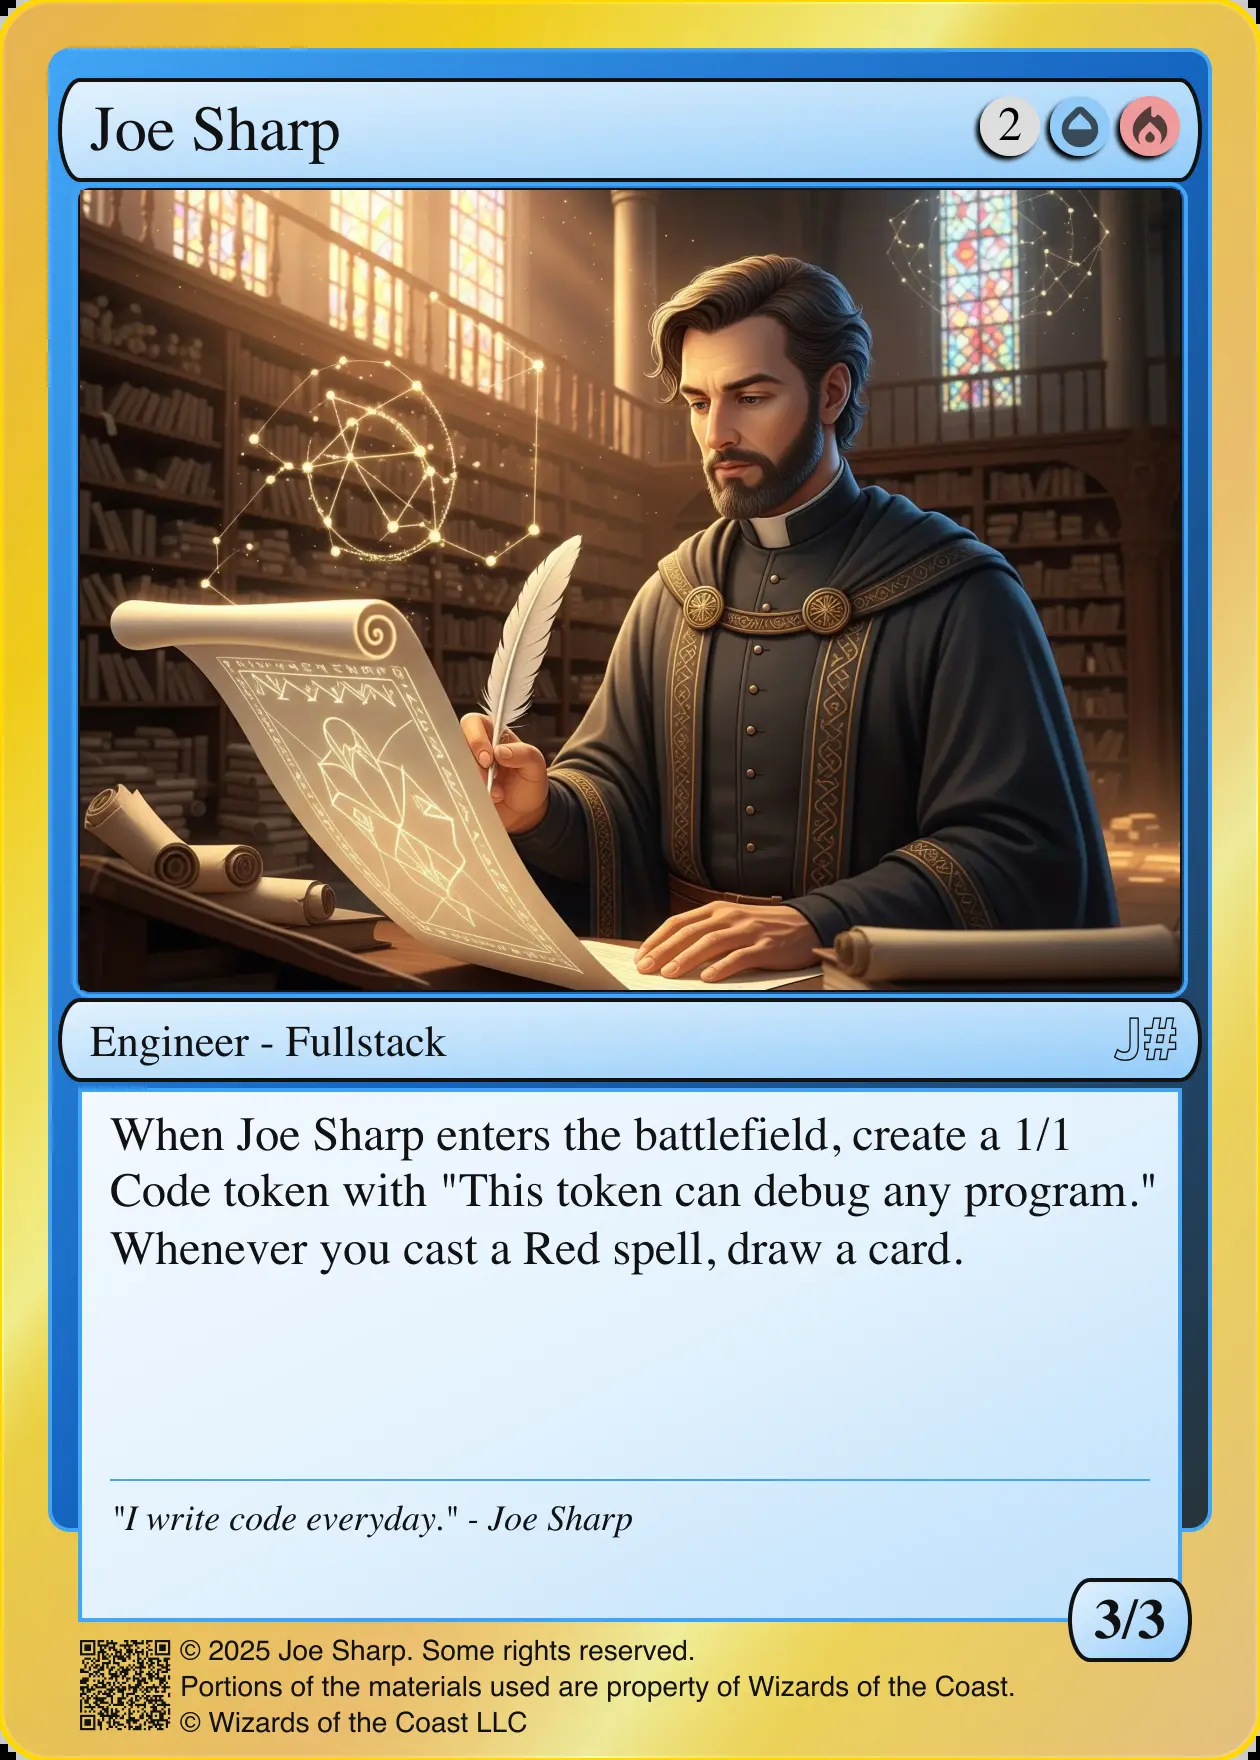 Joe Sharp
2
Engineer - Fullstack
J#
When Joe Sharp enters the battlefield, create a 1/1
Code token with "This token can debug any program."
Whenever you cast a Red spell, draw a card.
"I write code everyday." - Joe Sharp
3/3
© 2025 Joe Sharp. Some rights reserved.
Portions of the materials used are property of Wizards of the Coast.
© Wizards of the Coast LLC